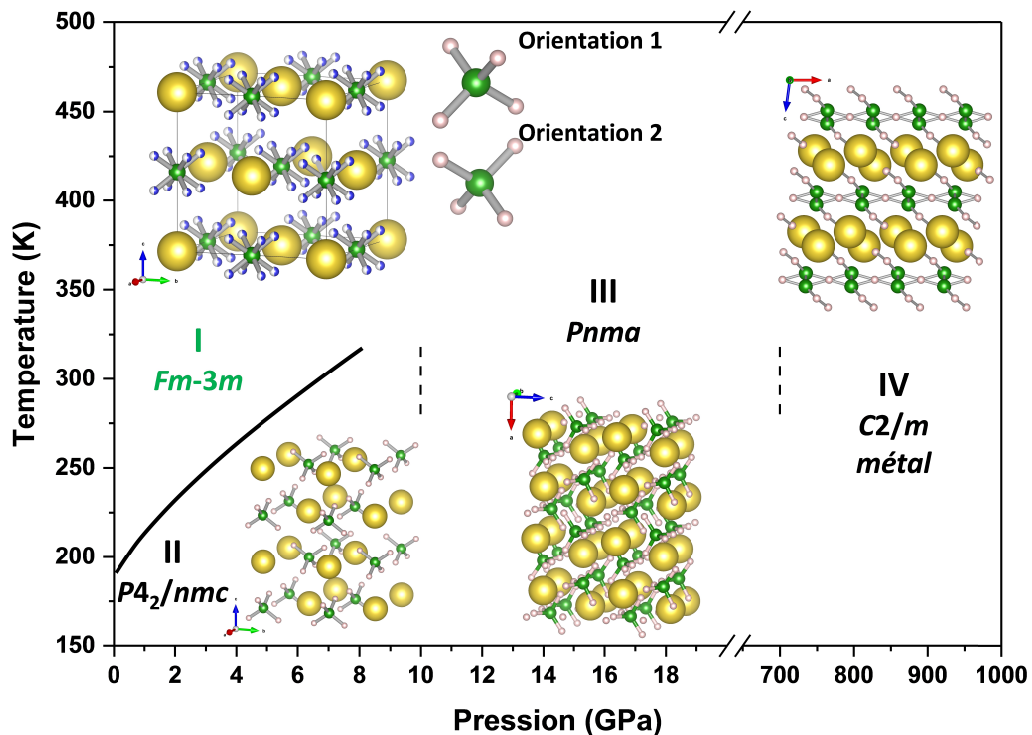 Orientation 1
Orientation 2
Temperature (K)
500
450
400
350
300
250
200
150
I
Fm-3m
II
P4₂/nmc
III
Pnma
IV
C2/m
métal
a
b
c
a
b
c
a
b
c
a
c
0
2
4
6
8
10
12
14
16
18
700
800
900
1000
Pression (GPa)